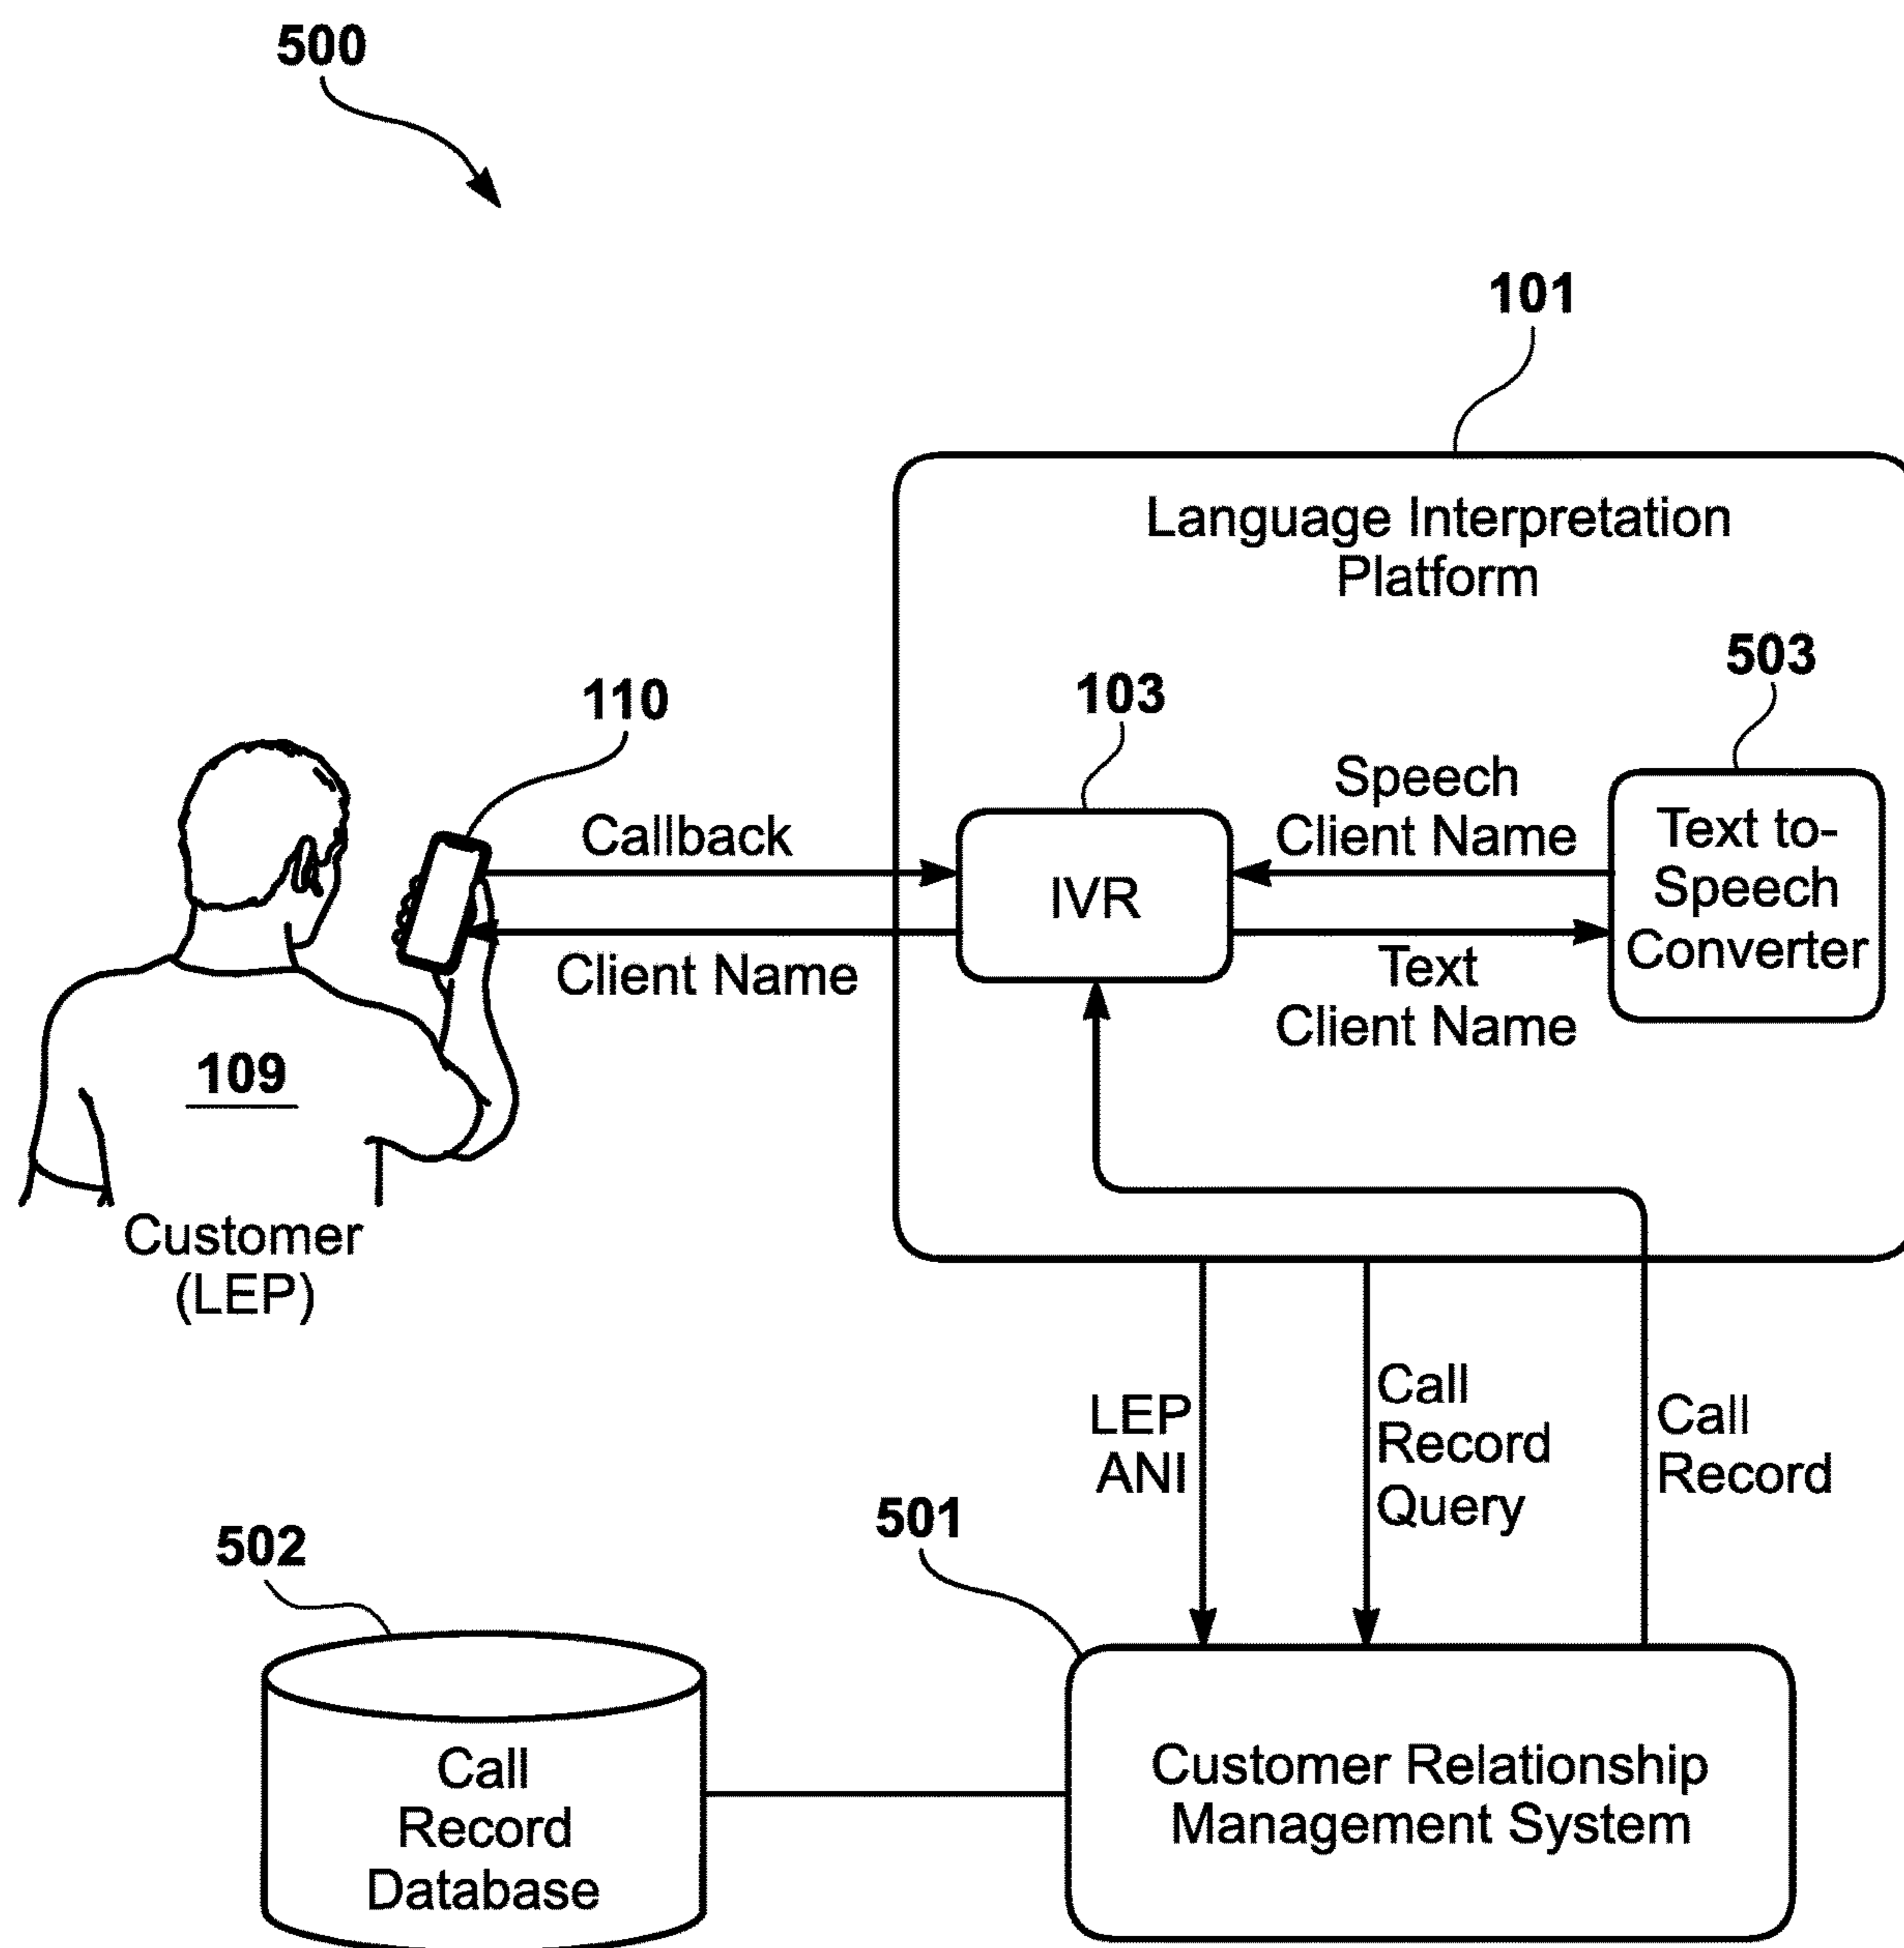 500
101
Language Interpretation
Platform
503
110
103
Speech
Client Name
Text to-
Speech
Converter
Callback
IVR
Client Name
Text
Client Name
109
Customer
(LEP)
LEP
ANI
Call
Record
Query
Call
Record
501
502
Call
Record
Database
Customer Relationship
Management System